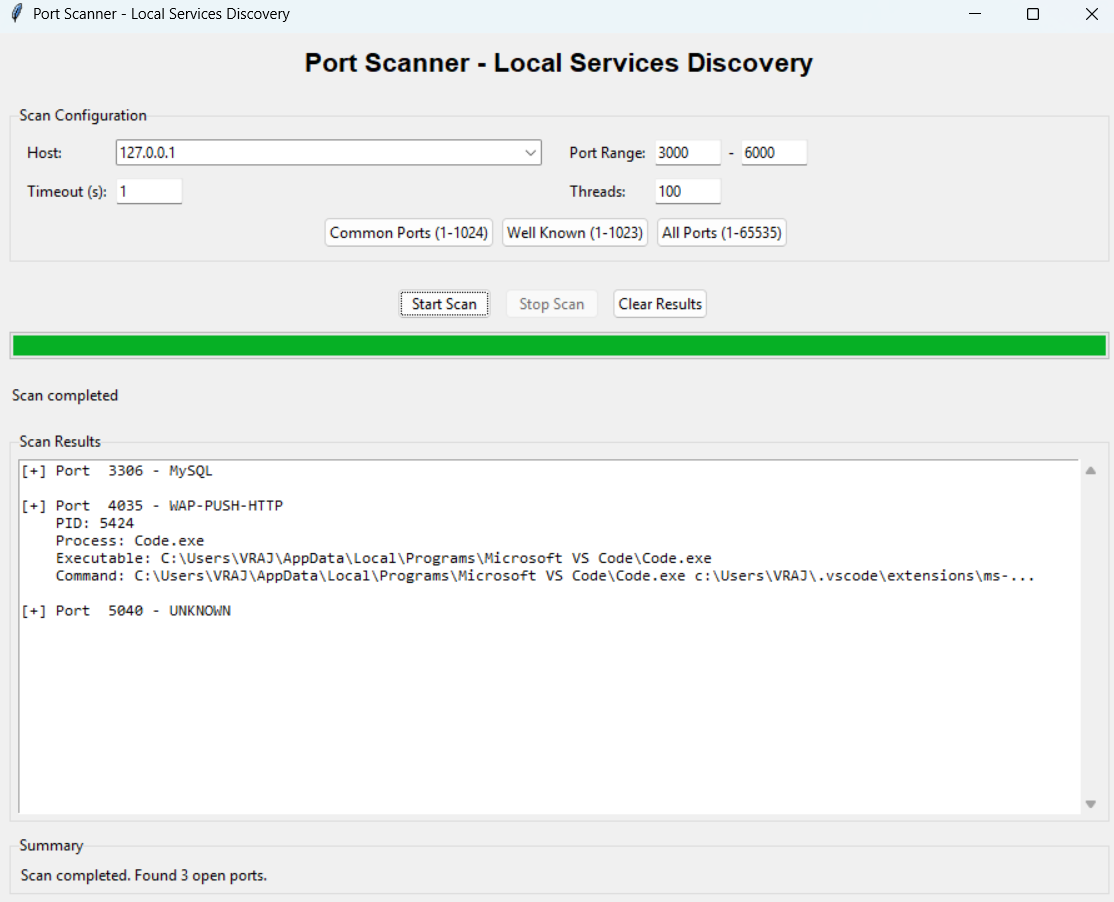 Port Scanner - Local Services Discovery
Port Scanner - Local Services Discovery
Scan Configuration
Host: 127.0.0.1 Port Range: 3000 - 6000
Timeout (s): 1 Threads: 100
Common Ports (1-1024) Well Known (1-1023) All Ports (1-65535)
Start Scan Stop Scan Clear Results
Scan completed
Scan Results
[+] Port  3306 - MySQL
[+] Port  4035 - WAP-PUSH-HTTP
PID: 5424
Process: Code.exe
Executable: C:\Users\VRAJ\AppData\Local\Programs\Microsoft VS Code\Code.exe
Command: C:\Users\VRAJ\AppData\Local\Programs\Microsoft VS Code\Code.exe c:\Users\VRAJ\.vscode\extensions\ms-...
[+] Port  5040 - UNKNOWN
Summary
Scan completed. Found 3 open ports.